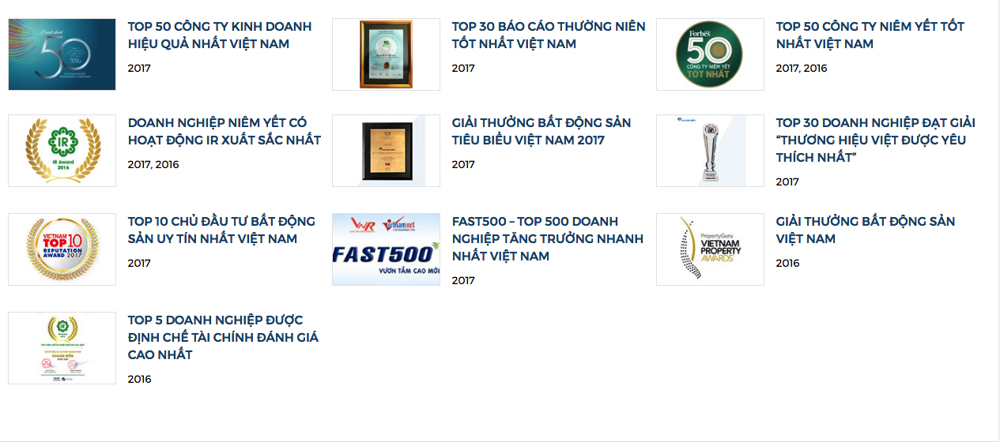 50
2016
TOP 50 CÔNG TY KINH DOANH
HIỆU QUẢ NHẤT VIỆT NAM
2017
TOP 30 BÁO CÁO THƯỜNG NIÊN
TỐT NHẤT VIỆT NAM
2017
Forbes
50
CÔNG TY NIÊM YẾT
TỐT NHẤT
TOP 50 CÔNG TY NIÊM YẾT TỐT
NHẤT VIỆT NAM
2017, 2016
IR
IR Award
2016
DOANH NGHIỆP NIÊM YẾT CÓ
HOẠT ĐỘNG IR XUẤT SẮC NHẤT
2017, 2016
GIẢI THƯỞNG BẤT ĐỘNG SẢN
TIÊU BIỂU VIỆT NAM 2017
2017
TOP 30 DOANH NGHIỆP ĐẠT GIẢI
“THƯƠNG HIỆU VIỆT ĐƯỢC YÊU
THÍCH NHẤT”
2017
VIETNAM
TOP 10
REPUTATION
AWARD 2017
TOP 10 CHỦ ĐẦU TƯ BẤT ĐỘNG
SẢN UY TÍN NHẤT VIỆT NAM
2017
VNR
vietnamnet
FAST500
VƯƠN TẦM CAO MỚI
FAST500 – TOP 500 DOANH
NGHIỆP TĂNG TRƯỞNG NHANH
NHẤT VIỆT NAM
2017
PropertyGuru
VIETNAM
PROPERTY
AWARDS
GIẢI THƯỞNG BẤT ĐỘNG SẢN
VIỆT NAM
2016
KHANG ĐIỀN
TOP 5 DOANH NGHIỆP ĐƯỢC
ĐỊNH CHẾ TÀI CHÍNH ĐÁNH GIÁ
CAO NHẤT
2016